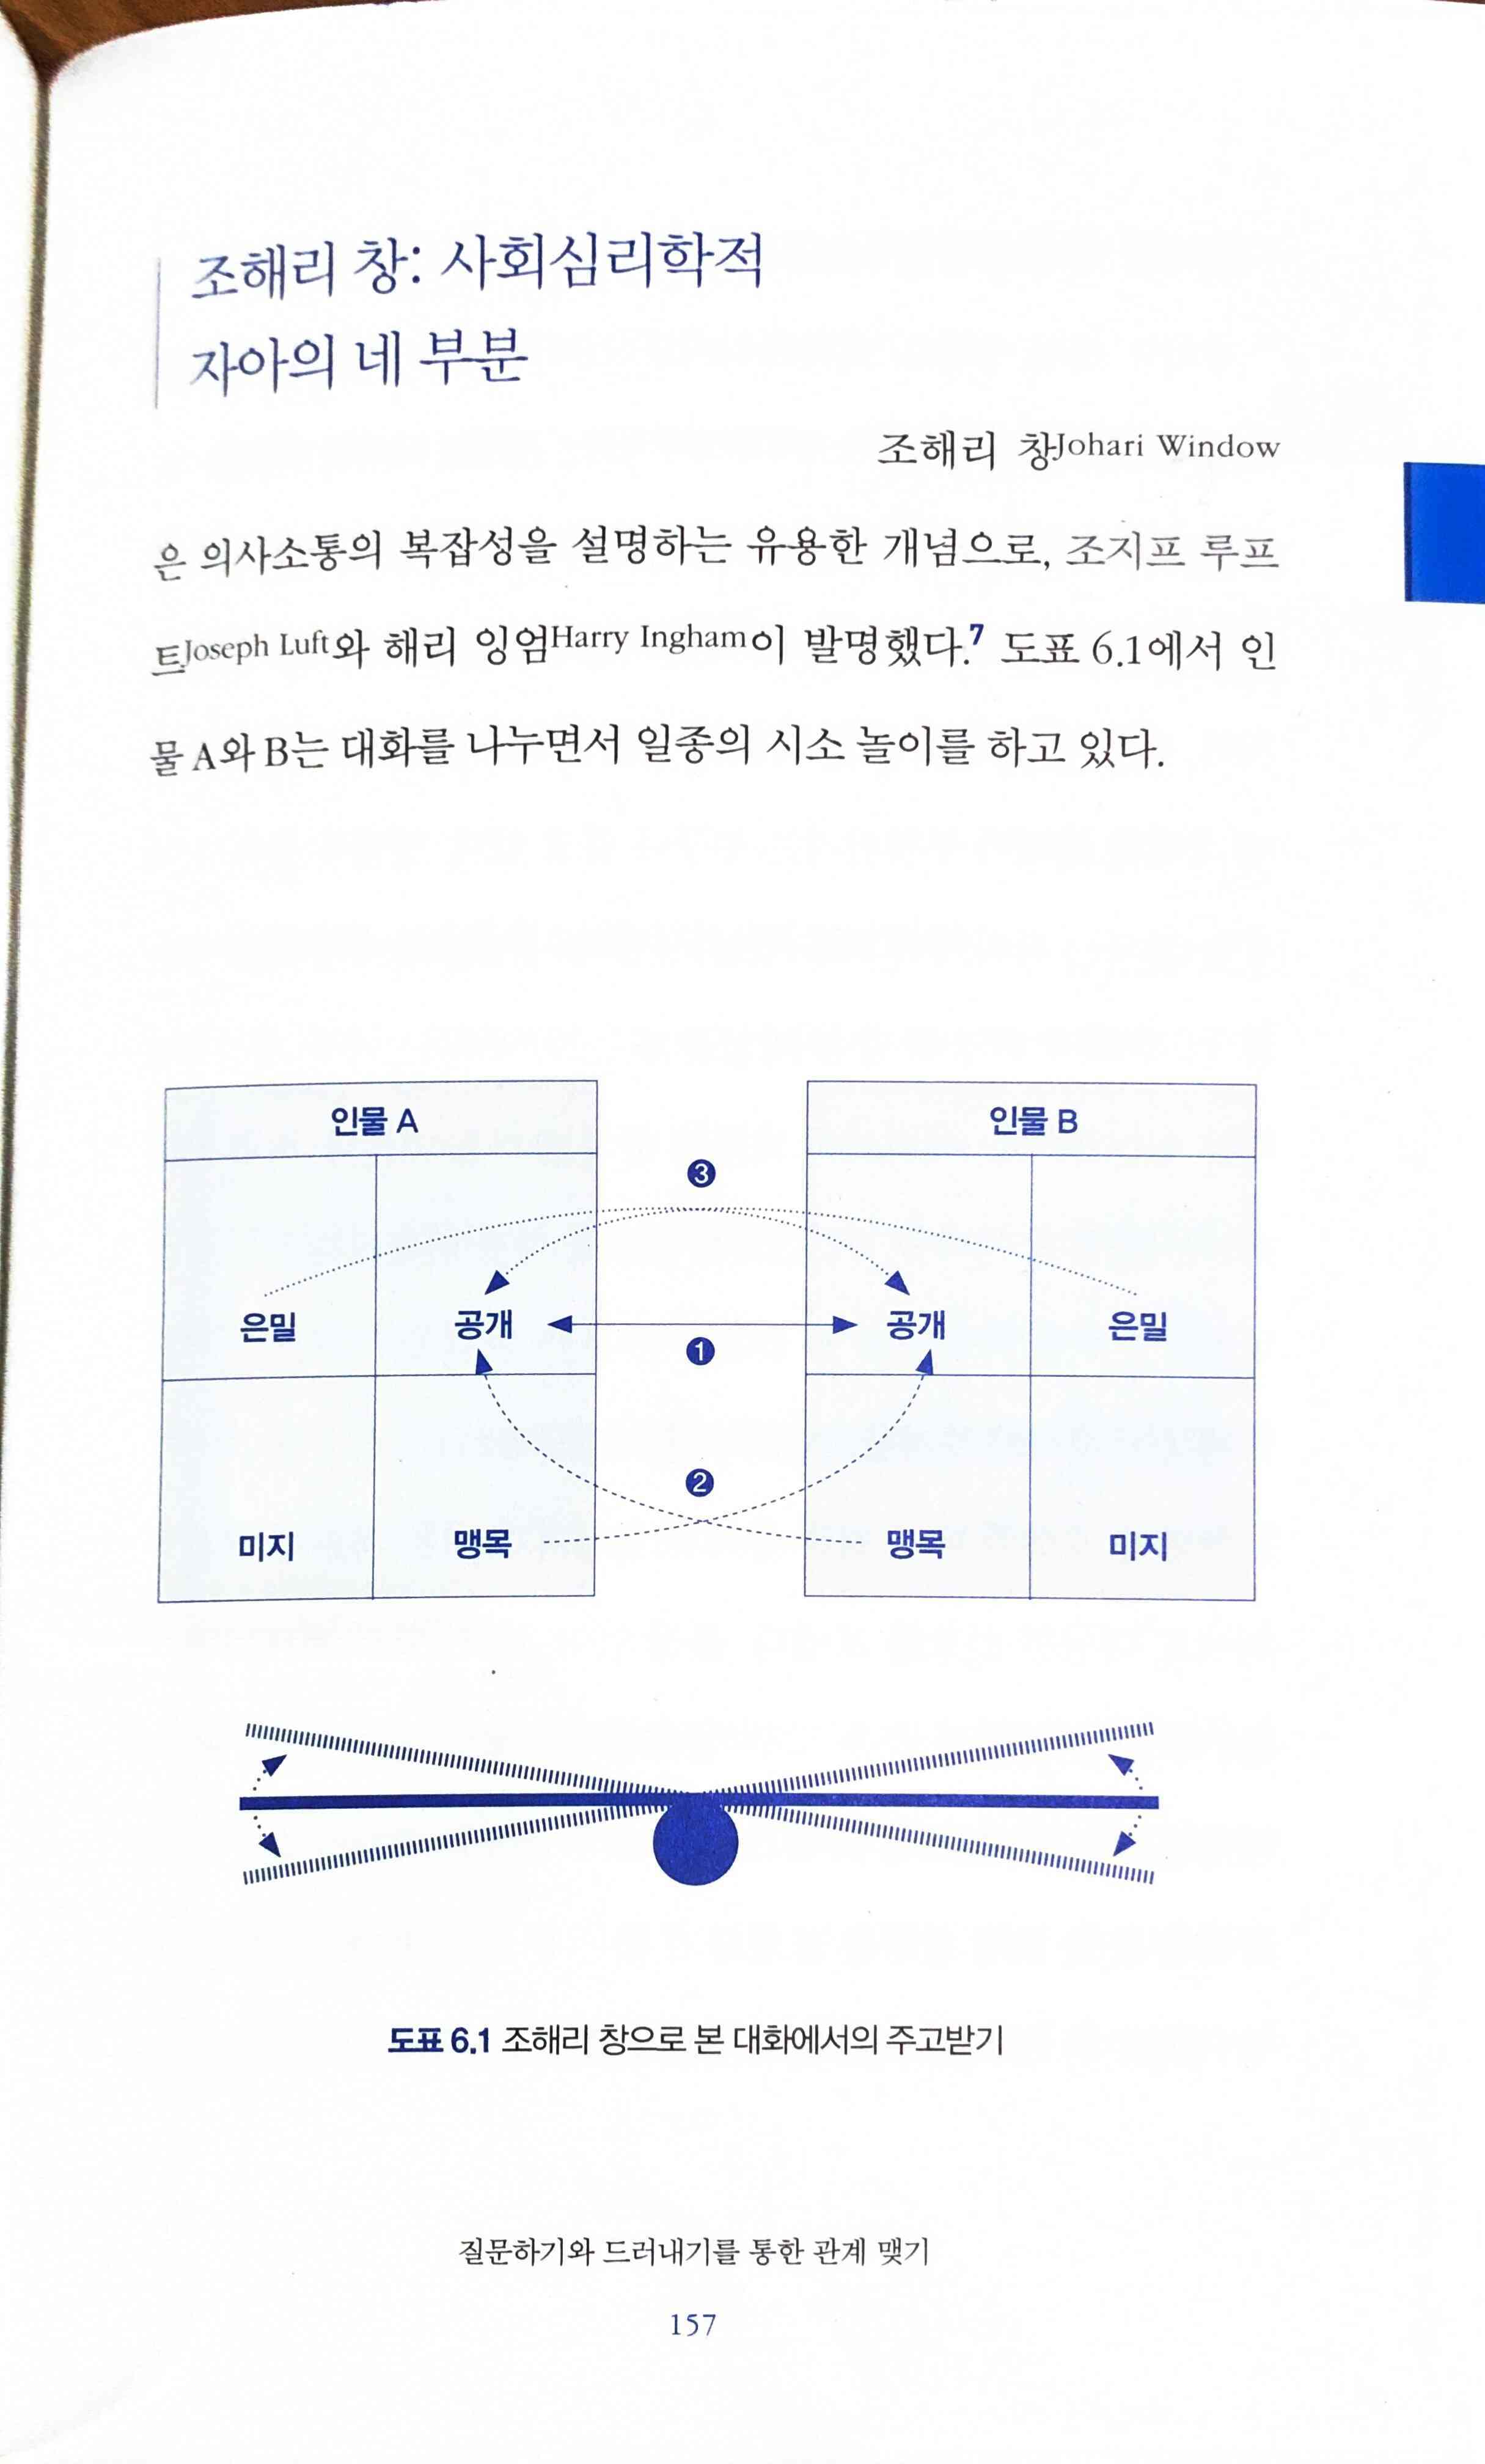 조해리 창: 사회심리학적
자아의 네 부분
조해리 창Johari Window
은 의사소통의 복잡성을 설명하는 유용한 개념으로, 조지프 루프
트Joseph Luft와 해리 잉엄Harry Ingham이 발명했다.7 도표 6.1에서 인
물 A와 B는 대화를 나누면서 일종의 시소 놀이를 하고 있다.
인물 A
인물 B
❸
은밀
공개
공개
은밀
❶
❷
미지
맹목
맹목
미지
도표 6.1 조해리 창으로 본 대화에서의 주고받기
질문하기와 드러내기를 통한 관계 맺기
157